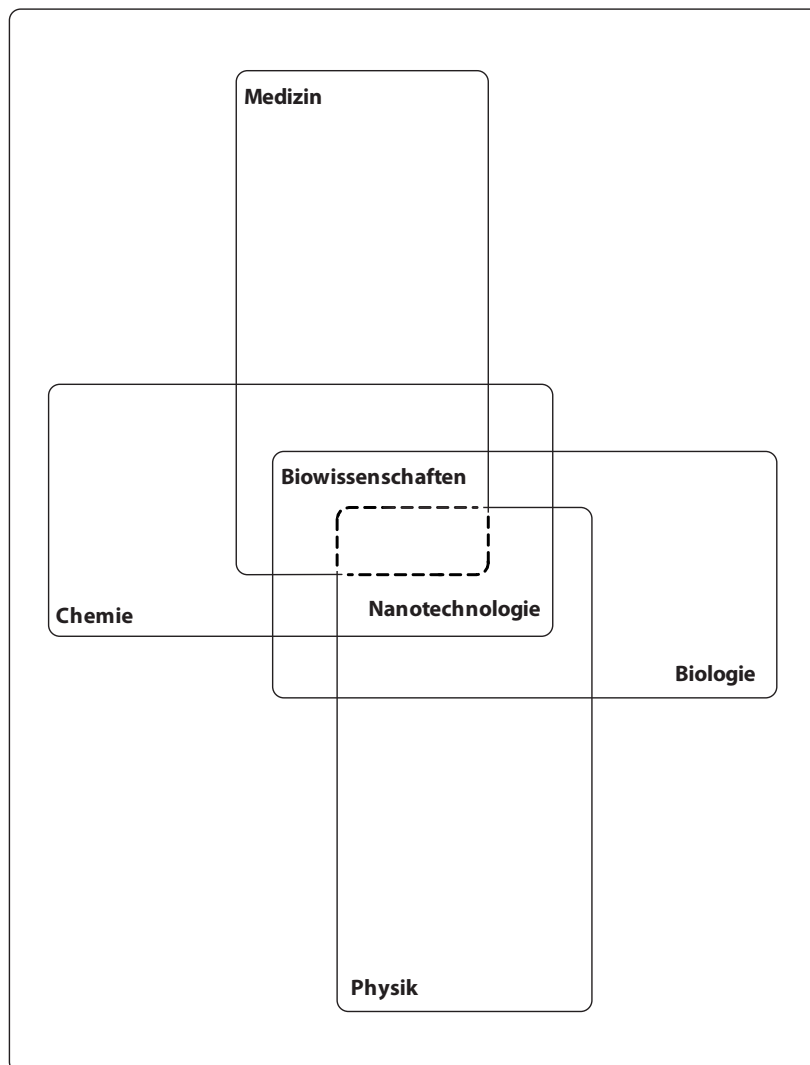 Medizin
Biowissenschaften
Chemie
Nanotechnologie
Biologie
Physik